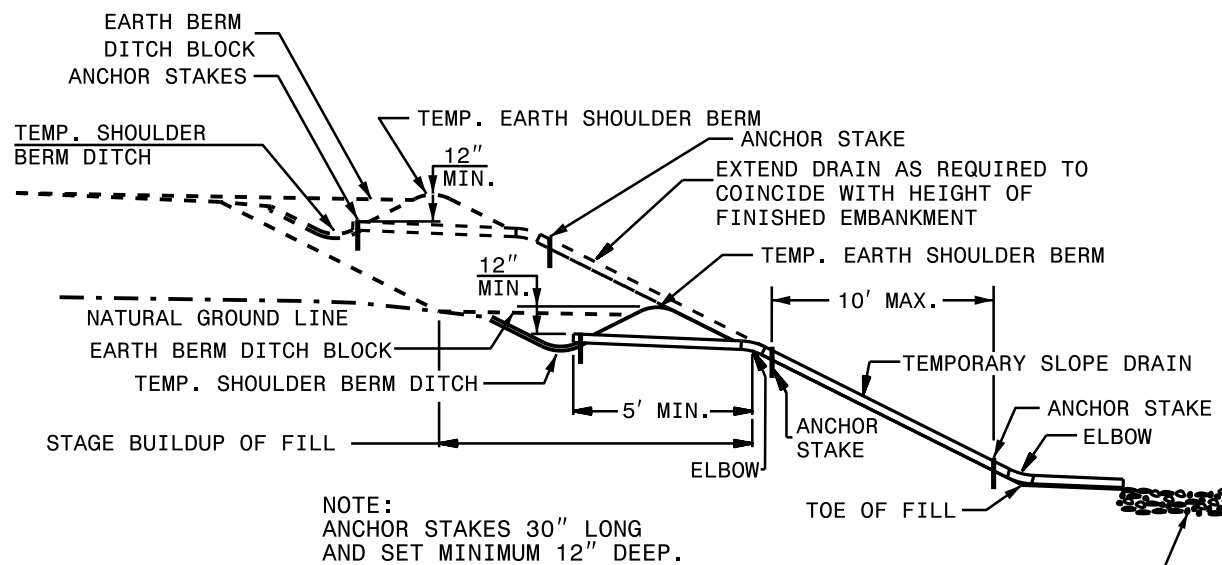 EARTH BERM
DITCH BLOCK
ANCHOR STAKES
TEMP. SHOULDER
BERM DITCH
TEMP. EARTH SHOULDER BERM
12"
MIN.
ANCHOR STAKE
EXTEND DRAIN AS REQUIRED TO
COINCIDE WITH HEIGHT OF
FINISHED EMBANKMENT
TEMP. EARTH SHOULDER BERM
12"
MIN.
10' MAX.
NATURAL GROUND LINE
EARTH BERM DITCH BLOCK
TEMP. SHOULDER BERM DITCH
TEMPORARY SLOPE DRAIN
5' MIN.
ANCHOR
STAKE
ANCHOR STAKE
ELBOW
STAGE BUILDUP OF FILL
ELBOW
TOE OF FILL
NOTE:
ANCHOR STAKES 30" LONG
AND SET MINIMUM 12" DEEP.